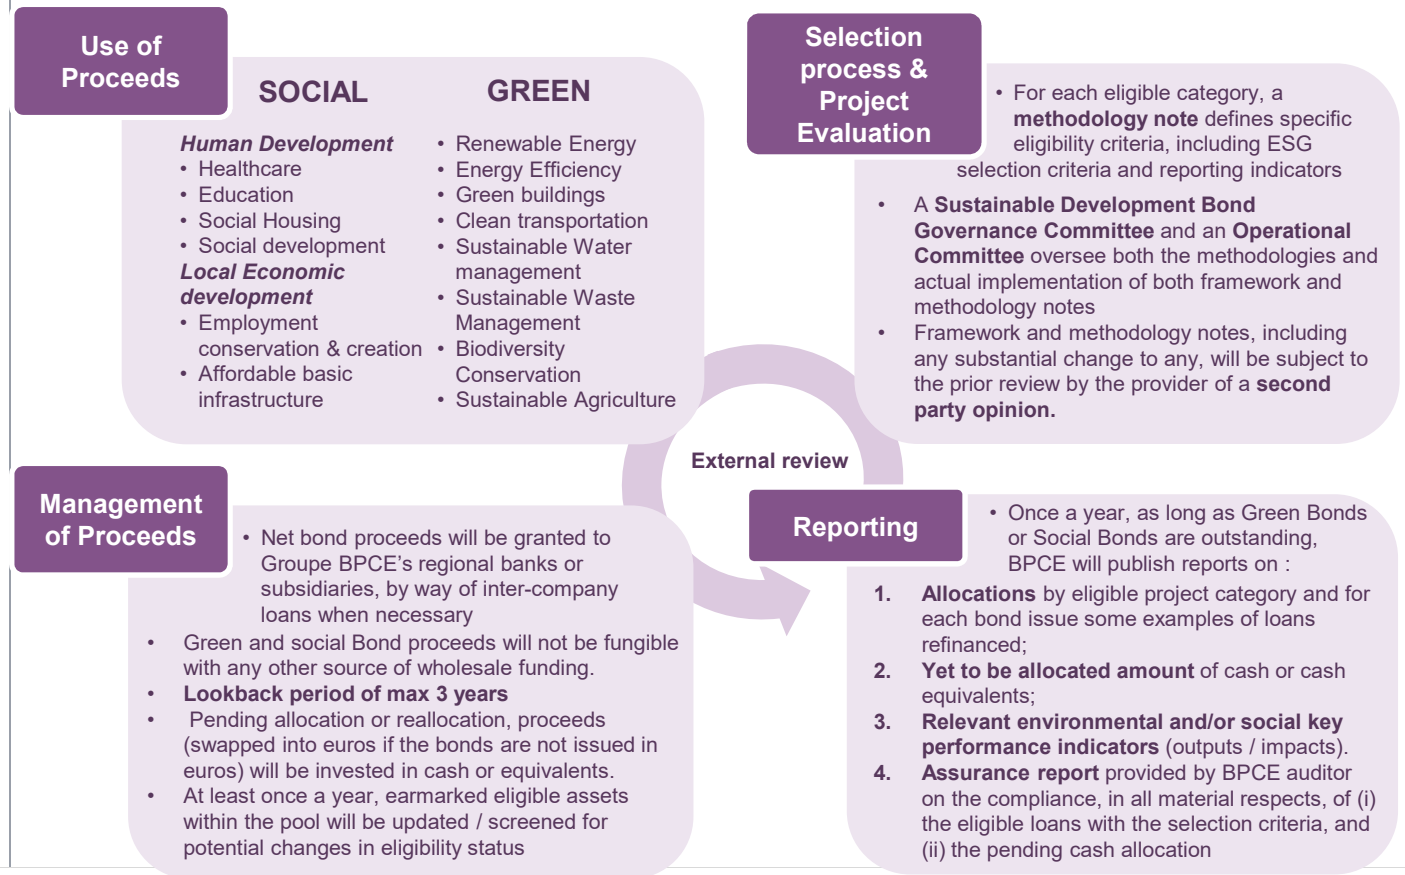 Use of
Proceeds
SOCIAL
Human Development
• Healthcare
• Education
• Social Housing
• Social development
Local Economic
development
• Employment
conservation & creation
• Affordable basic
infrastructure
GREEN
• Renewable Energy
• Energy Efficiency
• Green buildings
• Clean transportation
• Sustainable Water
management
• Sustainable Waste
Management
• Biodiversity
Conservation
• Sustainable Agriculture
Selection
process &
Project
Evaluation
• For each eligible category, a
methodology note defines specific
eligibility criteria, including ESG
selection criteria and reporting indicators
• A Sustainable Development Bond
Governance Committee and an Operational
Committee oversee both the methodologies and
actual implementation of both framework and
methodology notes
• Framework and methodology notes, including
any substantial change to any, will be subject to
the prior review by the provider of a second
party opinion.
External review
Management
of Proceeds
• Net bond proceeds will be granted to
Groupe BPCE’s regional banks or
subsidiaries, by way of inter-company
loans when necessary
• Green and social Bond proceeds will not be fungible
with any other source of wholesale funding.
• Lookback period of max 3 years
• Pending allocation or reallocation, proceeds
(swapped into euros if the bonds are not issued in
euros) will be invested in cash or equivalents.
• At least once a year, earmarked eligible assets
within the pool will be updated / screened for
potential changes in eligibility status
Reporting
• Once a year, as long as Green Bonds
or Social Bonds are outstanding,
BPCE will publish reports on :
1. Allocations by eligible project category and for
each bond issue some examples of loans
refinanced;
2. Yet to be allocated amount of cash or cash
equivalents;
3. Relevant environmental and/or social key
performance indicators (outputs / impacts).
4. Assurance report provided by BPCE auditor
on the compliance, in all material respects, of (i)
the eligible loans with the selection criteria, and
(ii) the pending cash allocation